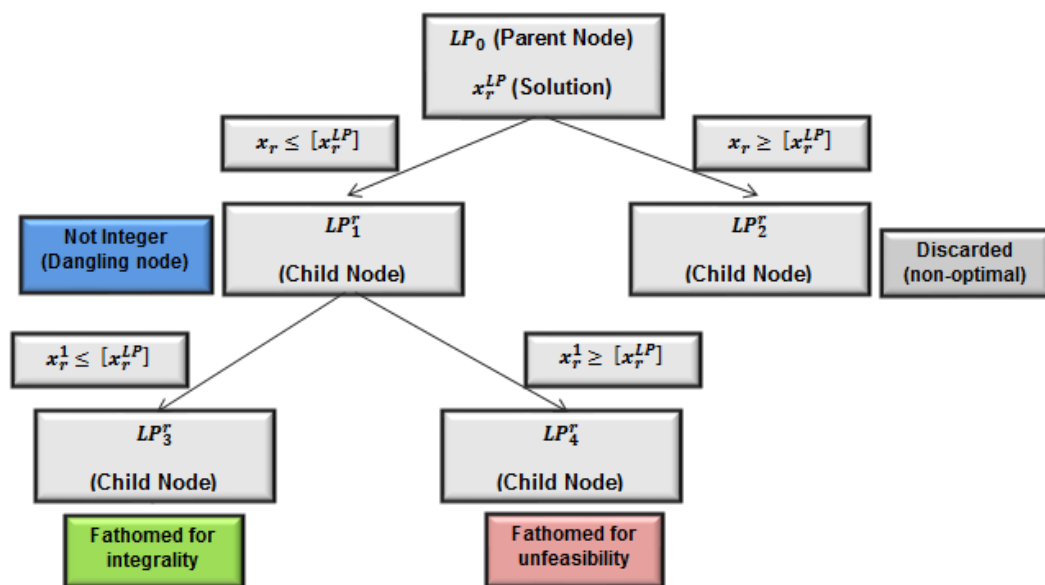 LP₀ (Parent Node)
xᵣᴸᴾ (Solution)
xᵣ ≤ [xᵣᴸᴾ]
xᵣ ≥ [xᵣᴸᴾ]
Not Integer
(Dangling node)
LP₁ʳ
(Child Node)
LP₂ʳ
(Child Node)
Discarded
(non-optimal)
xᵣ¹ ≤ [xᵣᴸᴾ]
xᵣ¹ ≥ [xᵣᴸᴾ]
LP₃ʳ
(Child Node)
LP₄ʳ
(Child Node)
Fathomed for
integrality
Fathomed for
unfeasibility